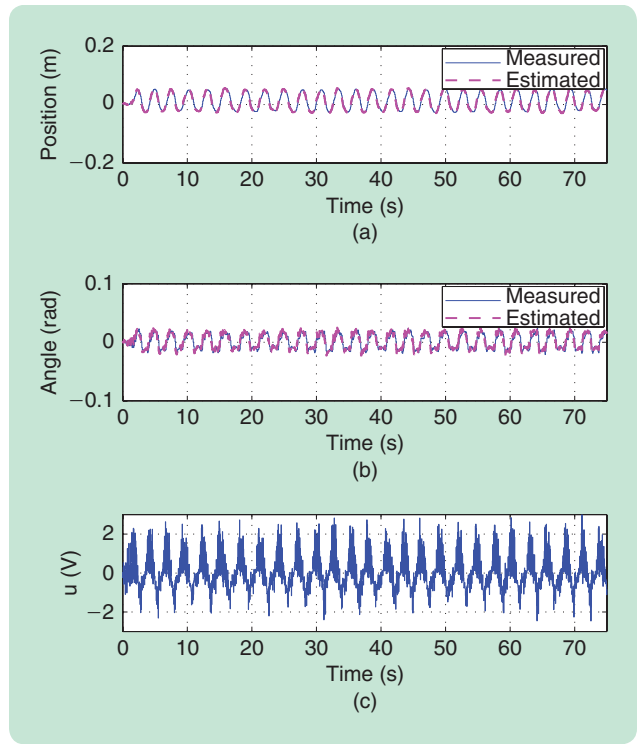 0.2
Position (m)
0
−0.2
Measured
Estimated
0 10 20 30 40 50 60 70
Time (s)
(a)
0.1
Angle (rad)
0
−0.1
Measured
Estimated
0 10 20 30 40 50 60 70
Time (s)
(b)
2
u (V)
0
−2
0 10 20 30 40 50 60 70
Time (s)
(c)